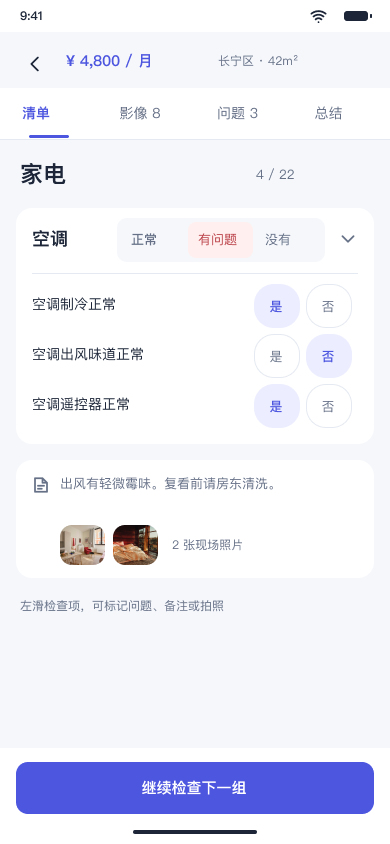 9:41
¥ 4,800 / 月
长宁区 · 42m²
清单
影像 8
问题 3
总结
家电
4 / 22
空调
正常
有问题
没有
空调制冷正常
是
否
空调出风味道正常
是
否
空调遥控器正常
是
否
出风有轻微霉味。复看前请房东清洗。
2 张现场照片
左滑检查项，可标记问题、备注或拍照
继续检查下一组